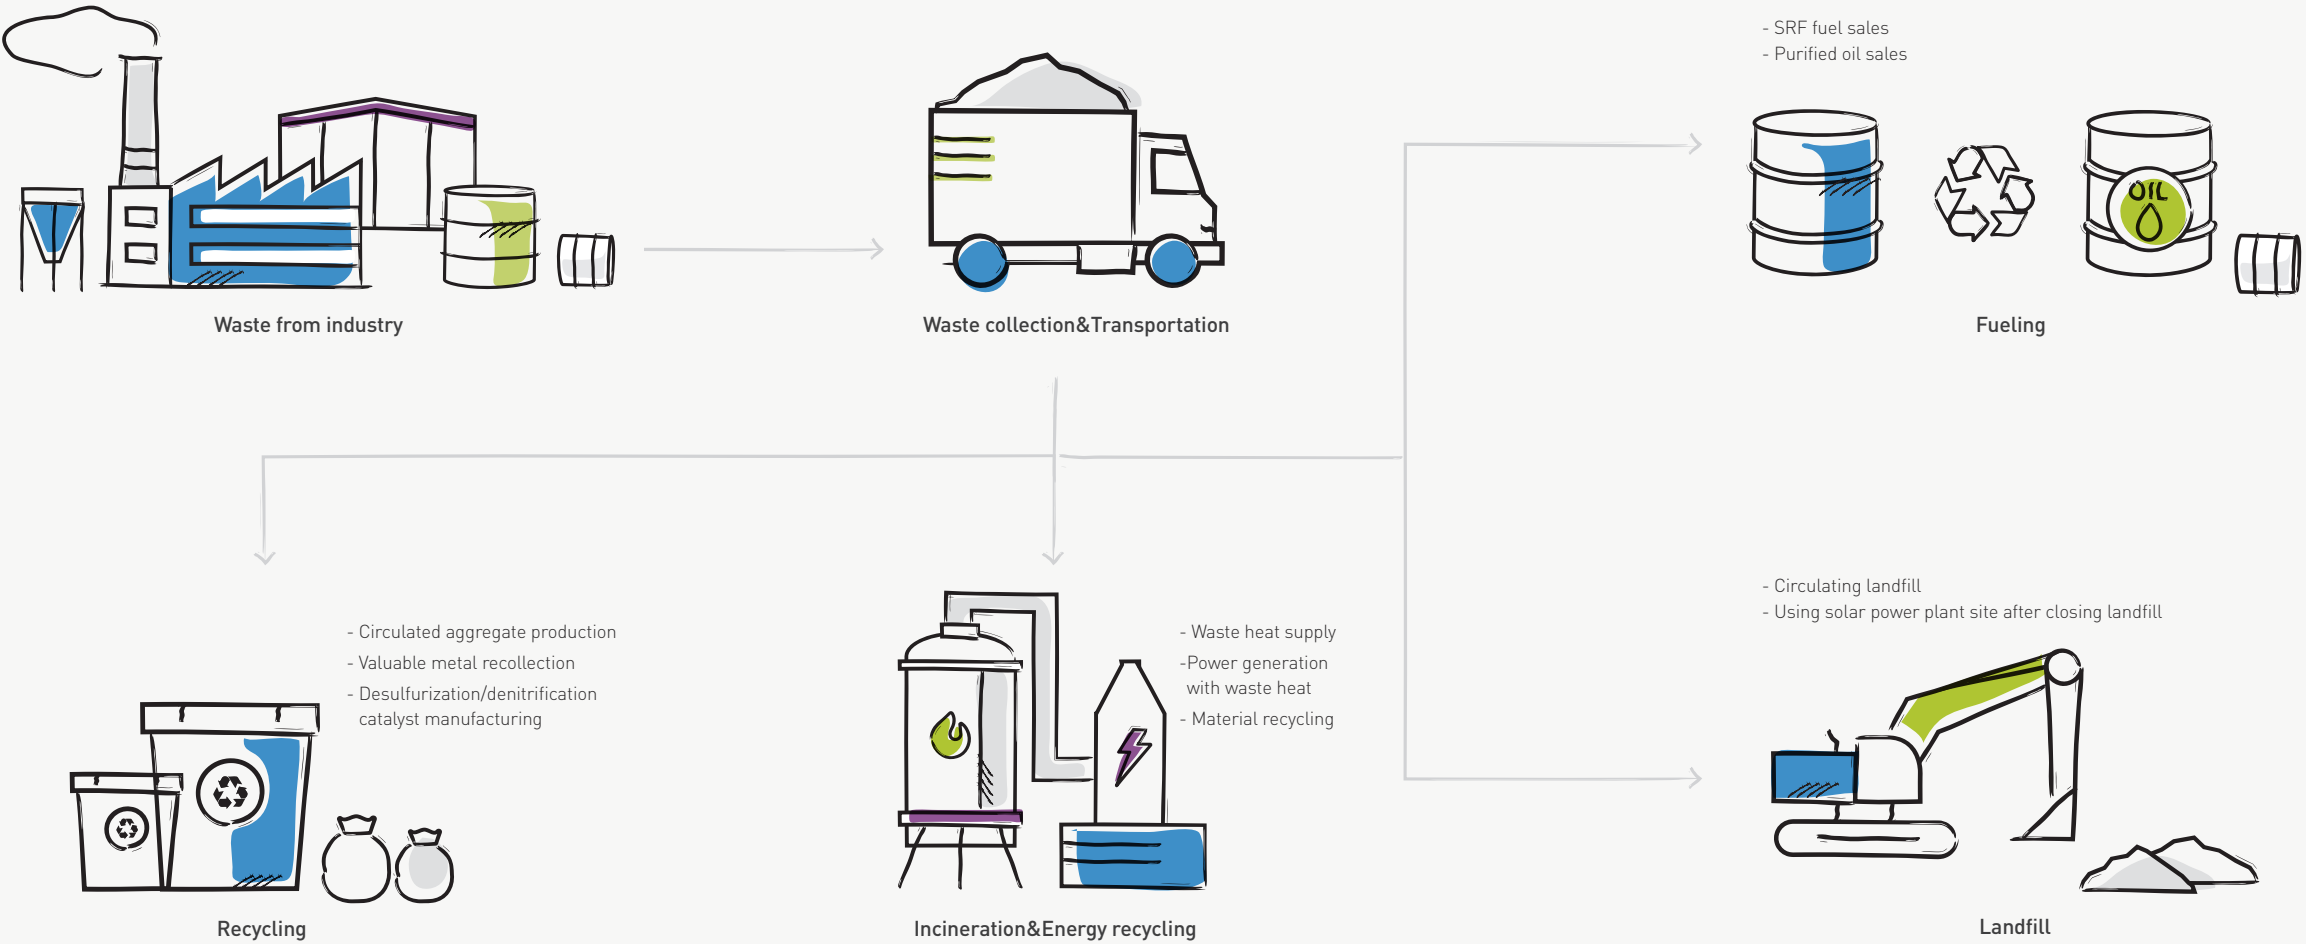 - SRF fuel sales
- Purified oil sales
OIL
Waste from industry
Waste collection&Transportation
Fueling
- Circulated aggregate production
- Valuable metal recollection
- Desulfurization/denitrification
catalyst manufacturing
- Waste heat supply
-Power generation
with waste heat
- Material recycling
- Circulating landfill
- Using solar power plant site after closing landfill
Recycling
Incineration&Energy recycling
Landfill